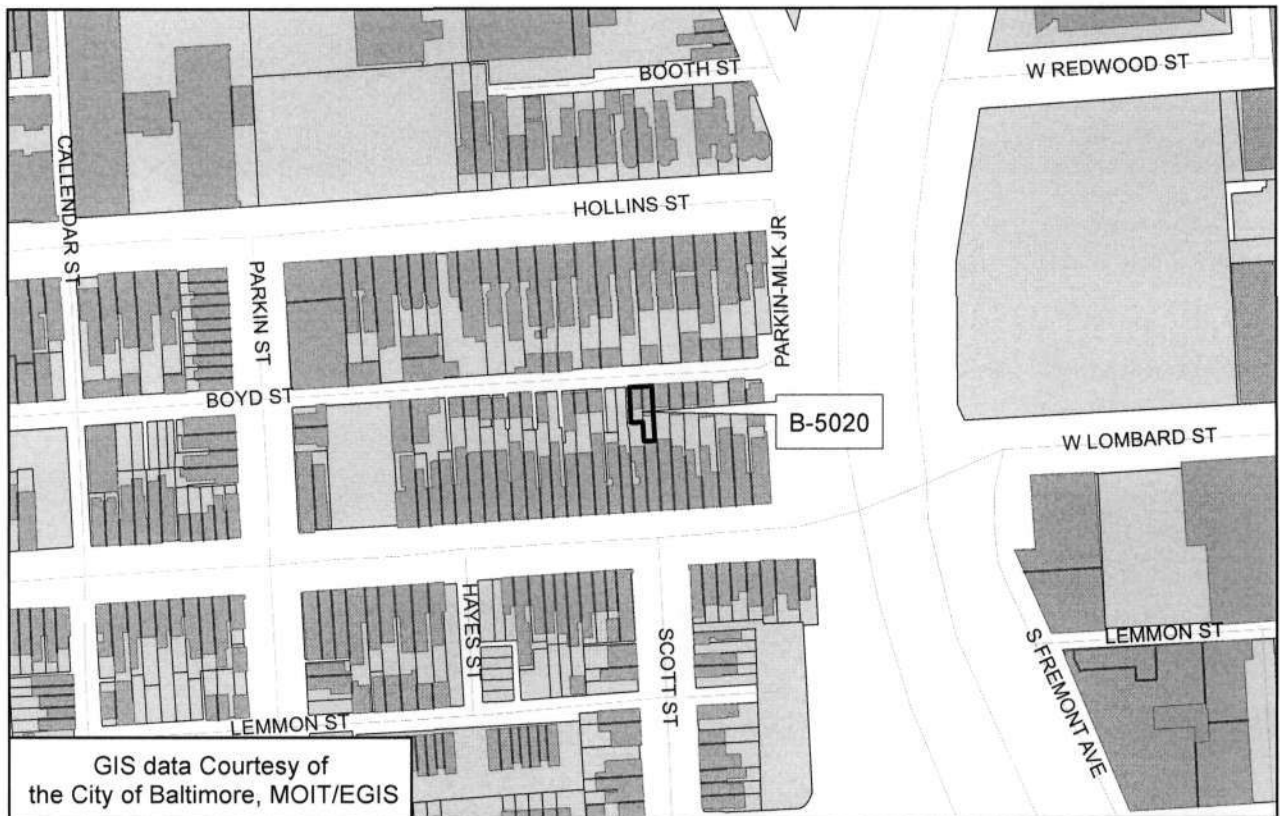 BOOTH ST
W REDWOOD ST
CALLENDAR ST
HOLLINS ST
PARKIN ST
PARKIN-MLK JR
BOYD ST
B-5020
W LOMBARD ST
HAYES ST
SCOTT ST
S FREMONT AVE
LEMMON ST
LEMMON ST
GIS data Courtesy of
the City of Baltimore, MOIT/EGIS